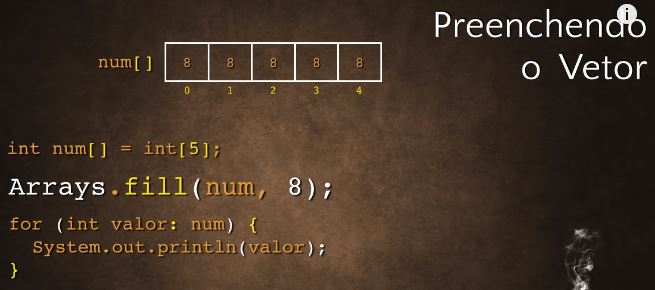 Preenchendo
o Vetor
num[] 8 8 8 8 8
0 1 2 3 4
int num[] = int[5];
Arrays.fill(num, 8);
for (int valor: num) {
System.out.println(valor);
}
i